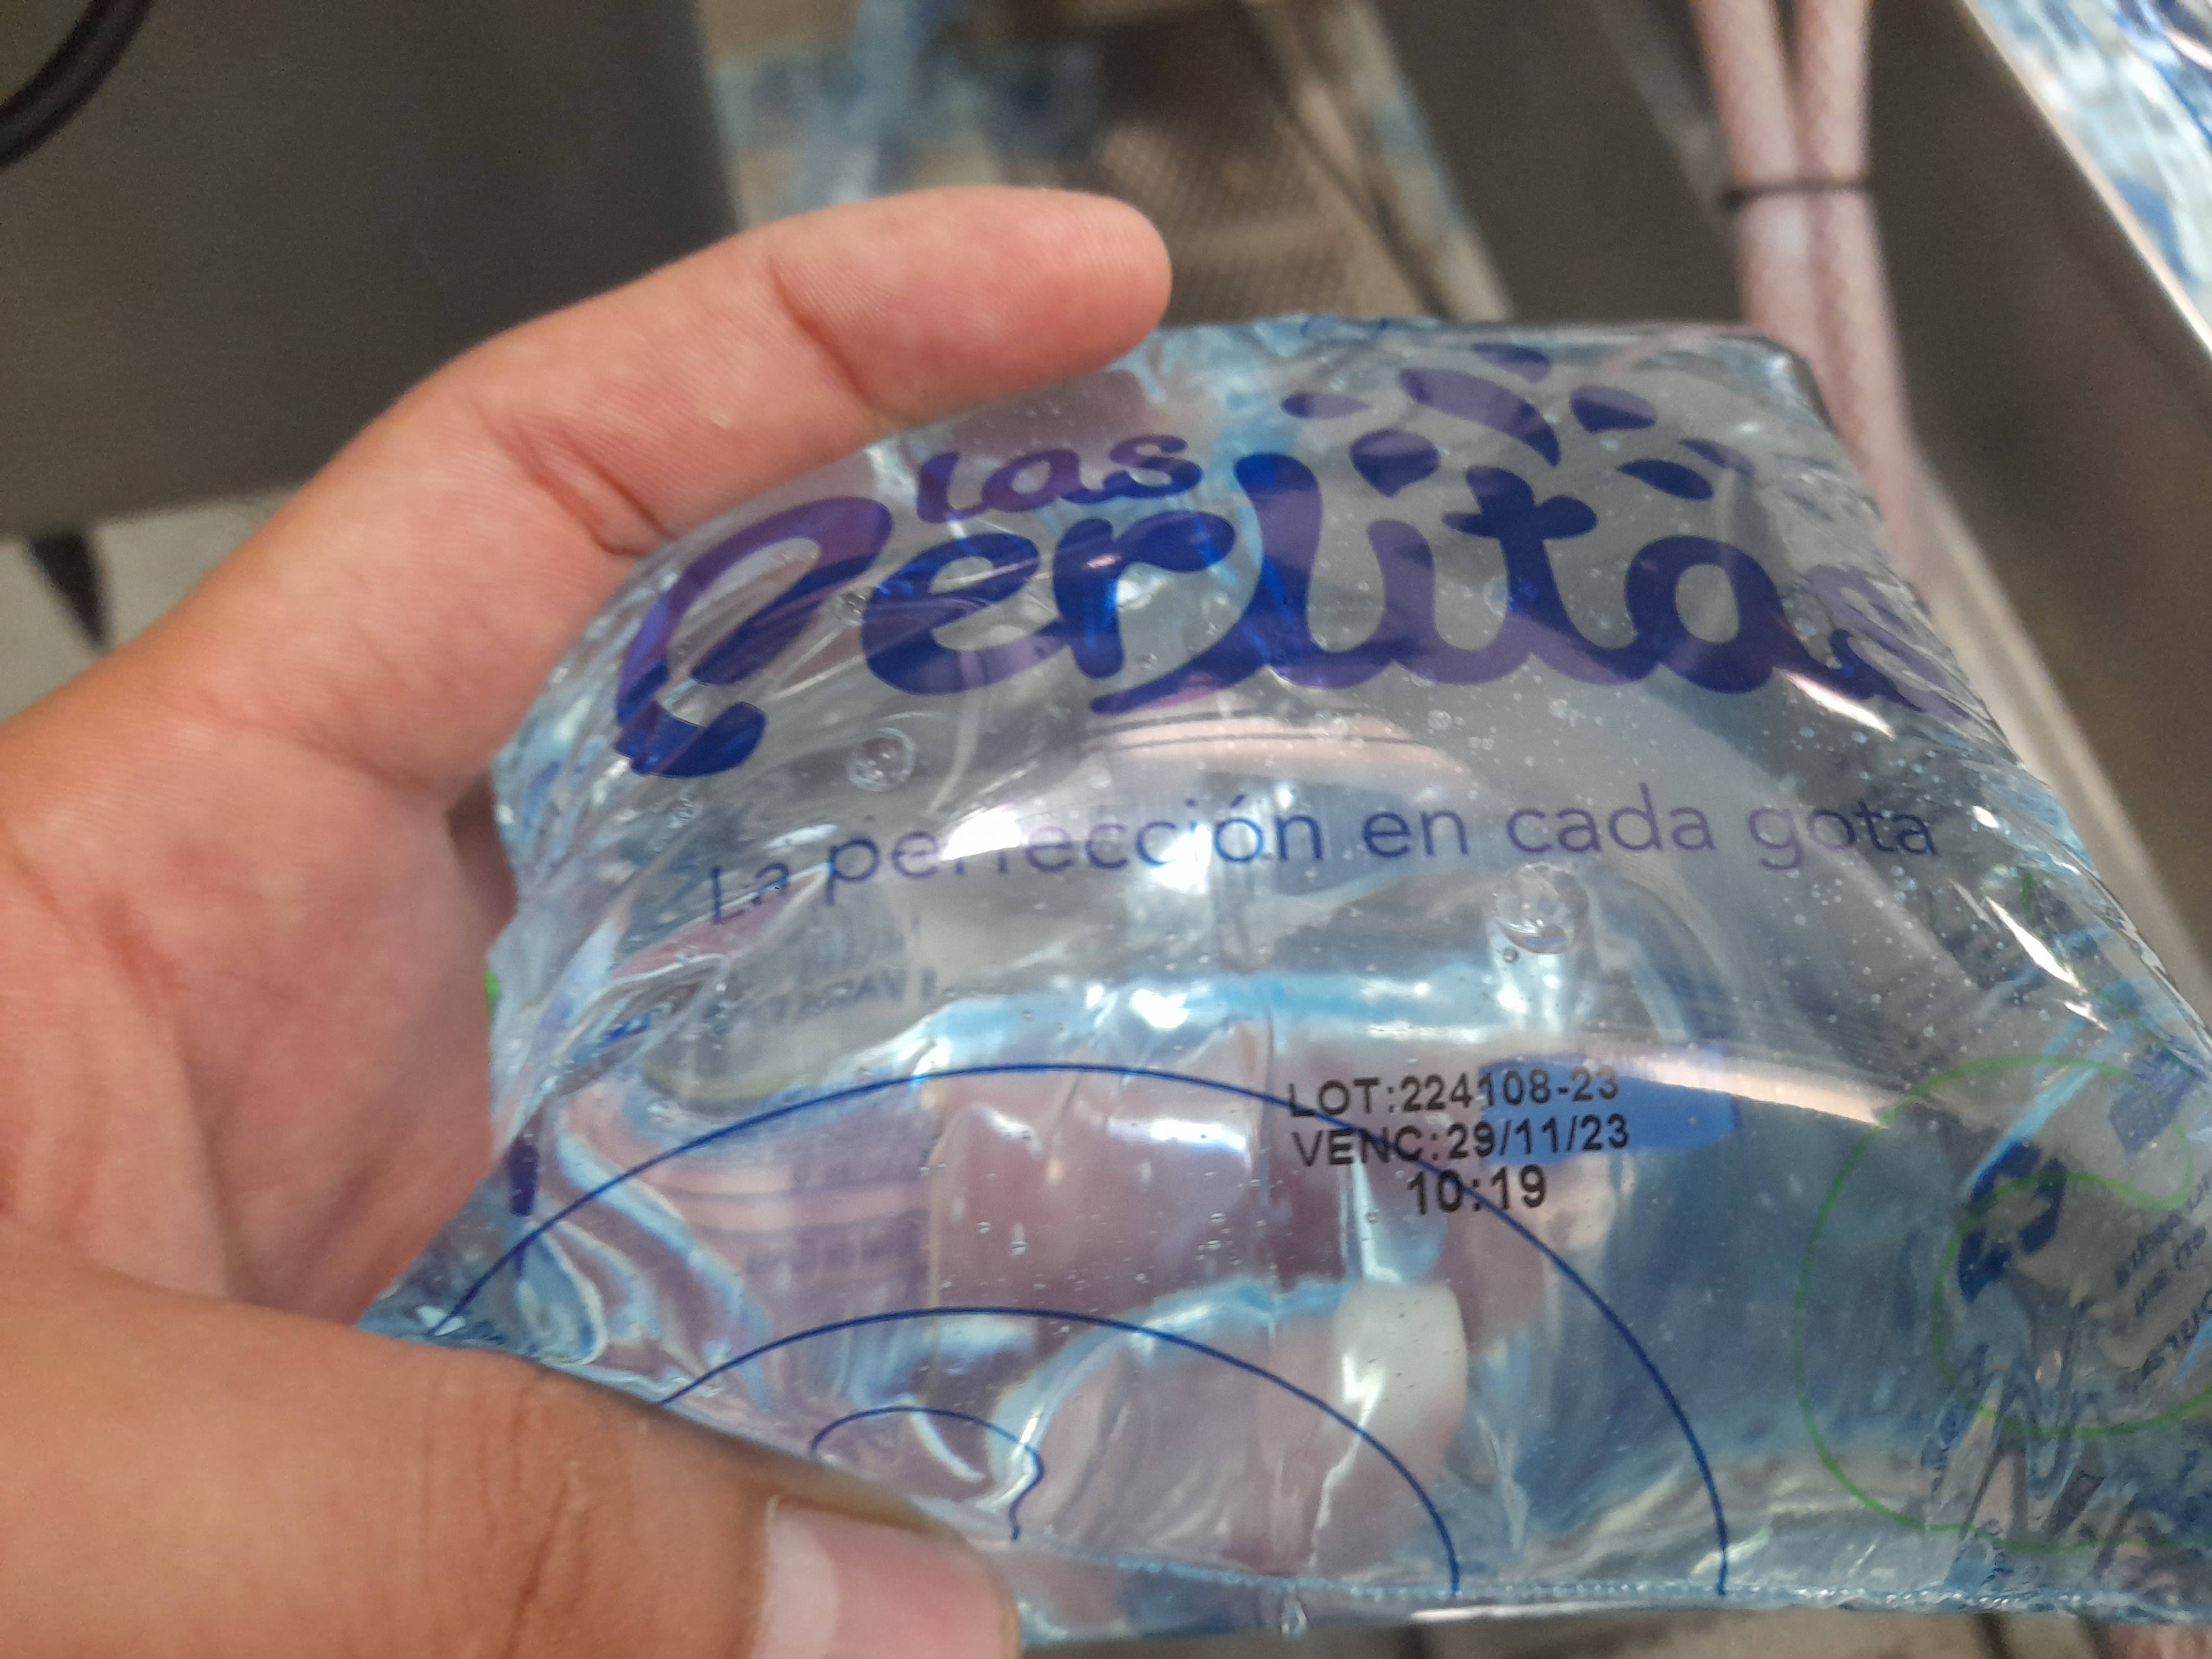 las
Perlitas
La perfección en cada gota
LOT:224108-23
VENC:29/11/23
10:19